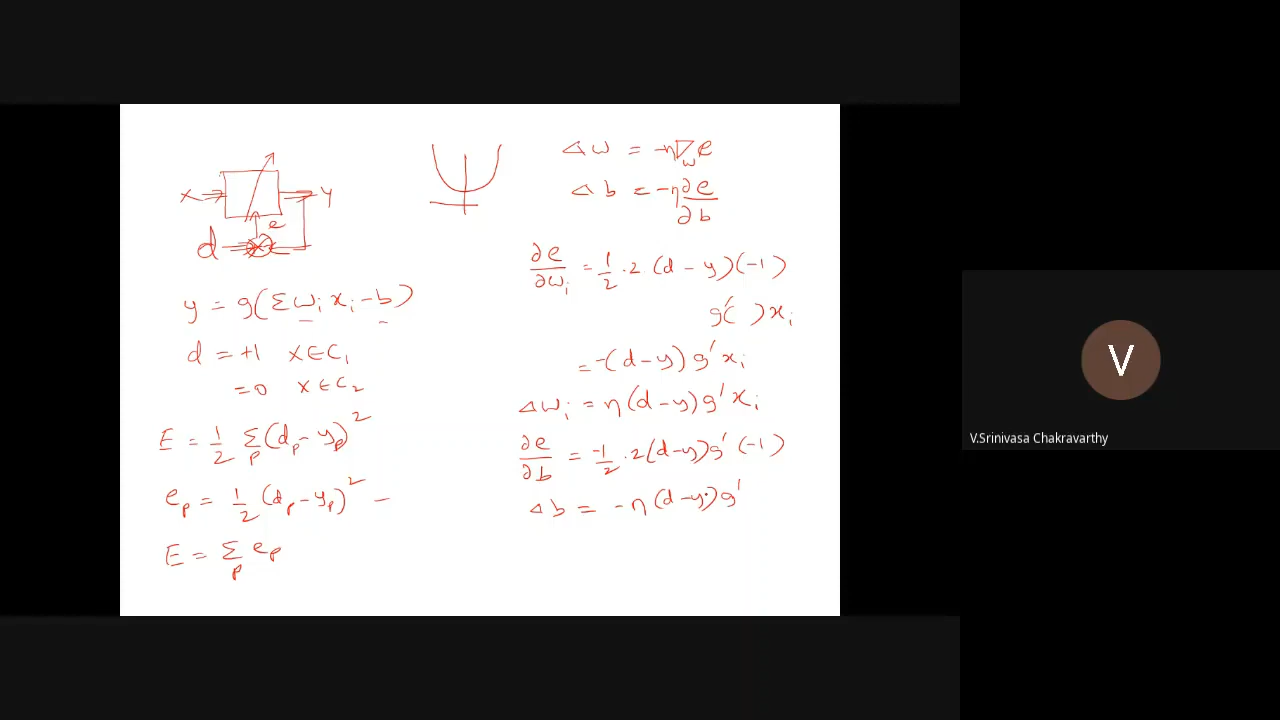 x y
e
d
y = g(Σ wᵢ xᵢ - b)
d = +1 x ∈ C₁
= 0 x ∈ C₂
E = 1/2 Σₚ (dₚ - yₚ)²
eₚ = 1/2 (dₚ - yₚ)² -
E = Σₚ eₚ
Δw = -η∇_w e
Δb = -η ∂e/∂b
∂e/∂wᵢ = 1/2 · 2 (d - y)(-1)
g'( ) xᵢ
= -(d - y) g' xᵢ
Δwᵢ = η (d - y) g' xᵢ
∂e/∂b = -1/2 · 2(d - y) g' (-1)
Δb = -η (d - y) g'
V
V.Srinivasa Chakravarthy